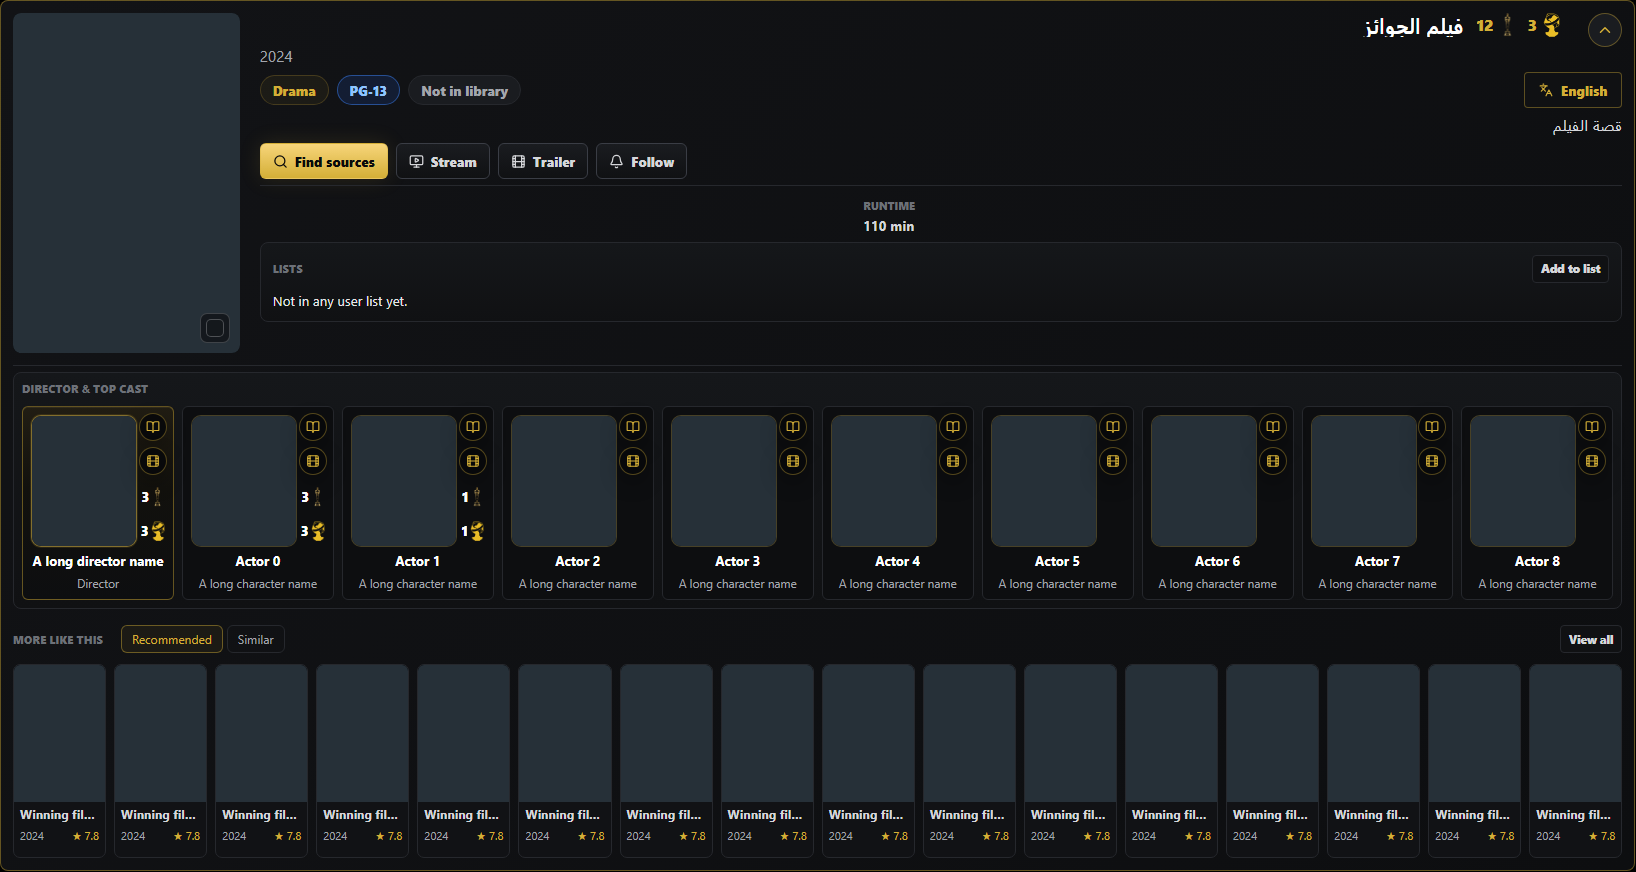 فيلم الجوائز 12 3
2024
Drama PG-13 Not in library
English
قصة الفيلم
Find sources Stream Trailer Follow
RUNTIME
110 min
LISTS Add to list
Not in any user list yet.
DIRECTOR & TOP CAST
3 3 1
3 3 1
A long director name Actor 0 Actor 1 Actor 2 Actor 3 Actor 4 Actor 5 Actor 6 Actor 7 Actor 8
Director A long character name A long character name A long character name A long character name A long character name A long character name A long character name A long character name A long character name
MORE LIKE THIS Recommended Similar View all
Winning fil... Winning fil... Winning fil... Winning fil... Winning fil... Winning fil... Winning fil... Winning fil... Winning fil... Winning fil... Winning fil... Winning fil... Winning fil... Winning fil... Winning fil... Winning fil...
2024 ★ 7.8 2024 ★ 7.8 2024 ★ 7.8 2024 ★ 7.8 2024 ★ 7.8 2024 ★ 7.8 2024 ★ 7.8 2024 ★ 7.8 2024 ★ 7.8 2024 ★ 7.8 2024 ★ 7.8 2024 ★ 7.8 2024 ★ 7.8 2024 ★ 7.8 2024 ★ 7.8 2024 ★ 7.8